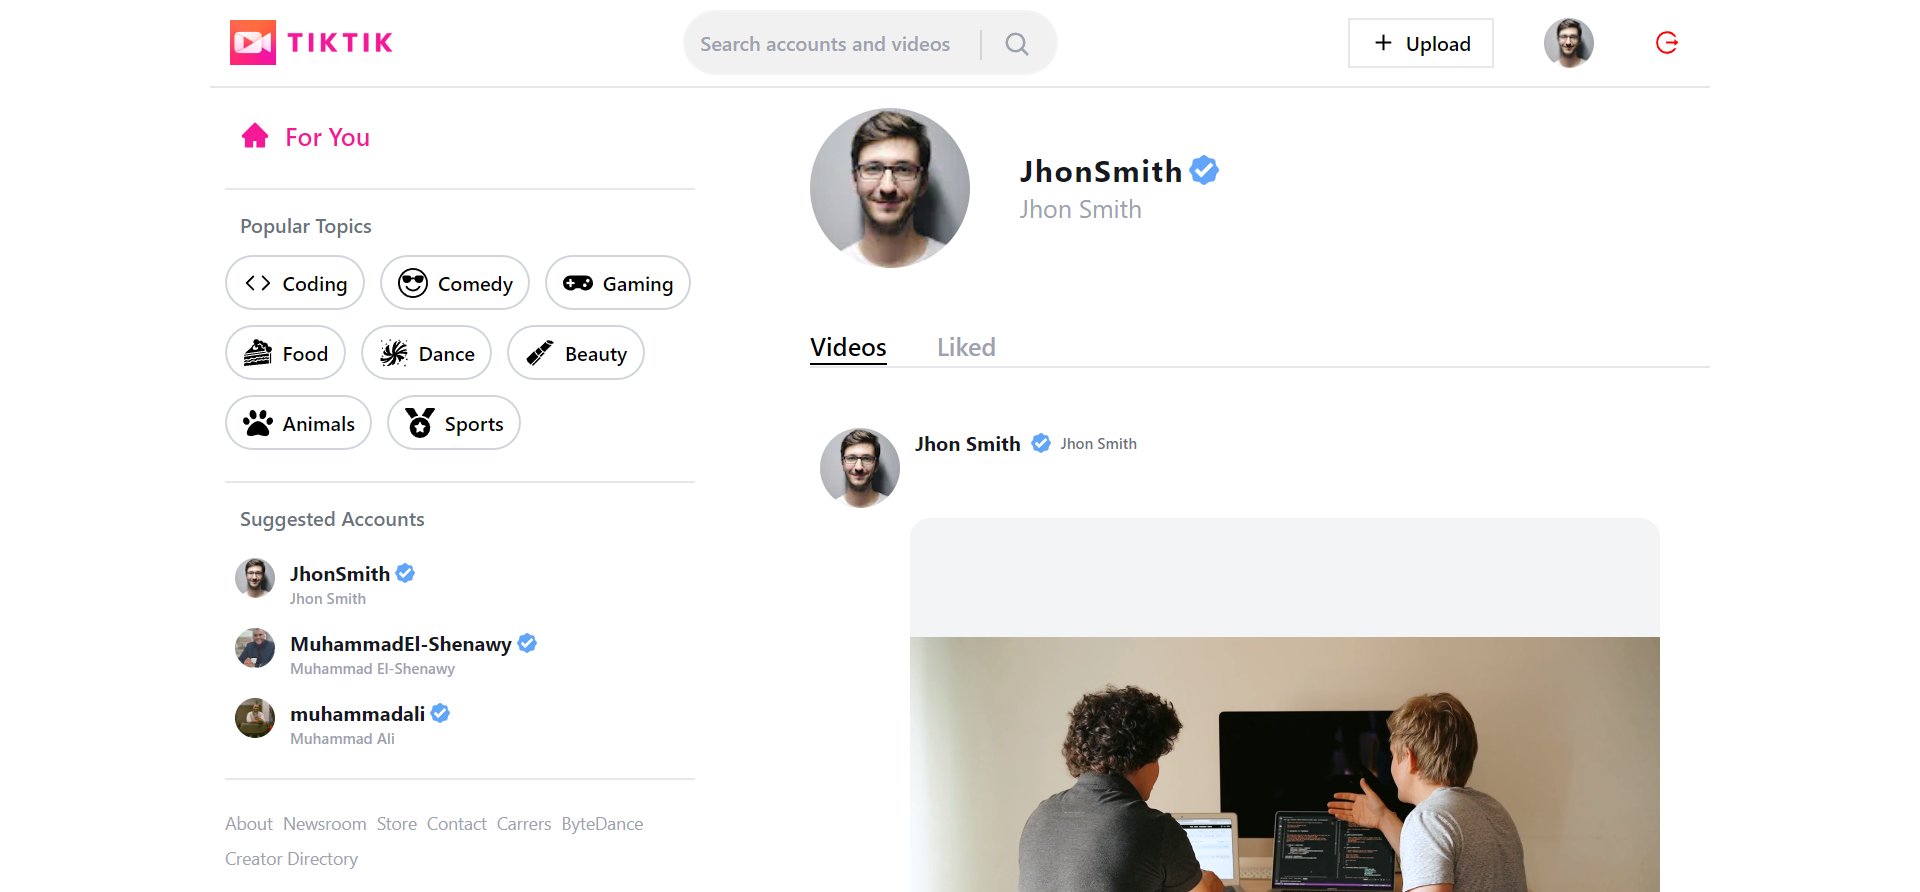 TIKTIK
Search accounts and videos
Upload
For You
Popular Topics
Coding
Comedy
Gaming
Food
Dance
Beauty
Animals
Sports
Suggested Accounts
JhonSmith
Jhon Smith
MuhammadEl-Shenawy
Muhammad El-Shenawy
muhammadali
Muhammad Ali
About Newsroom Store Contact Carrers ByteDance
Creator Directory
JhonSmith
Jhon Smith
Videos Liked
Jhon Smith Jhon Smith